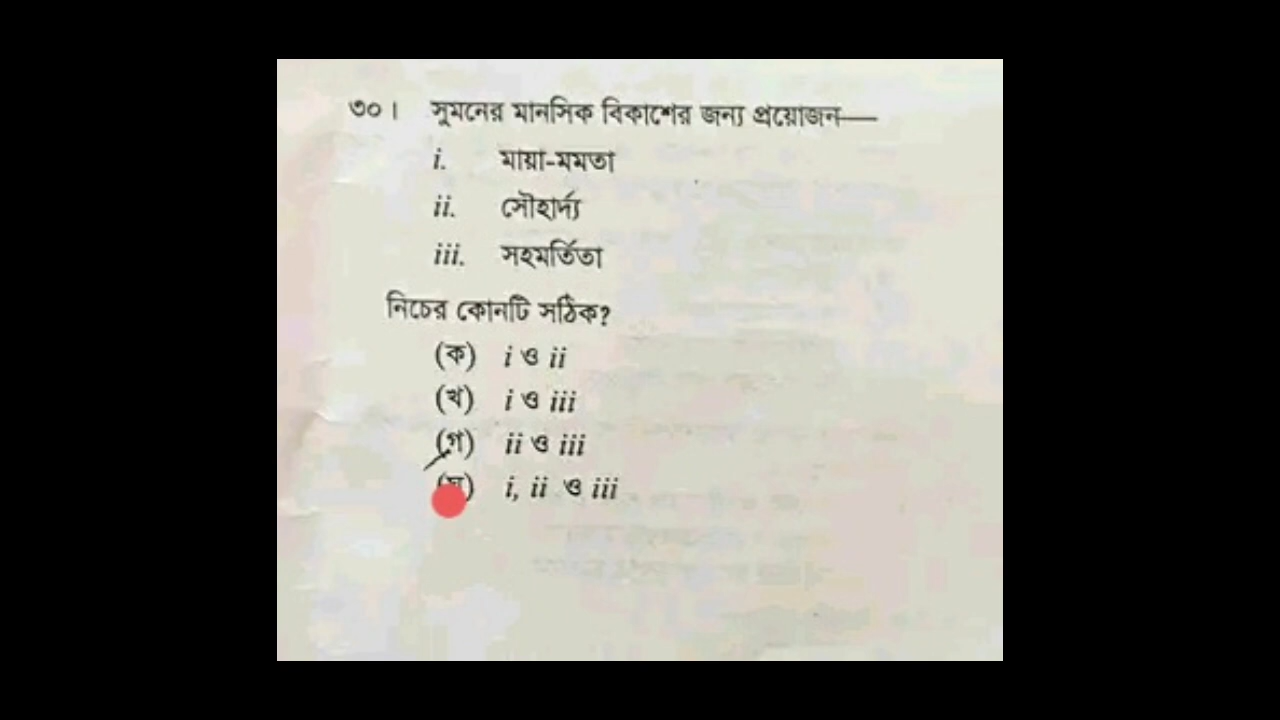 ৩০। সুমনের মানসিক বিকাশের জন্য প্রয়োজন—
i. মায়া-মমতা
ii. সৌহার্দ্য
iii. সহমর্তিতা
নিচের কোনটি সঠিক?
(ক) i ও ii
(খ) i ও iii
(গ) ii ও iii
(ঘ) i, ii ও iii